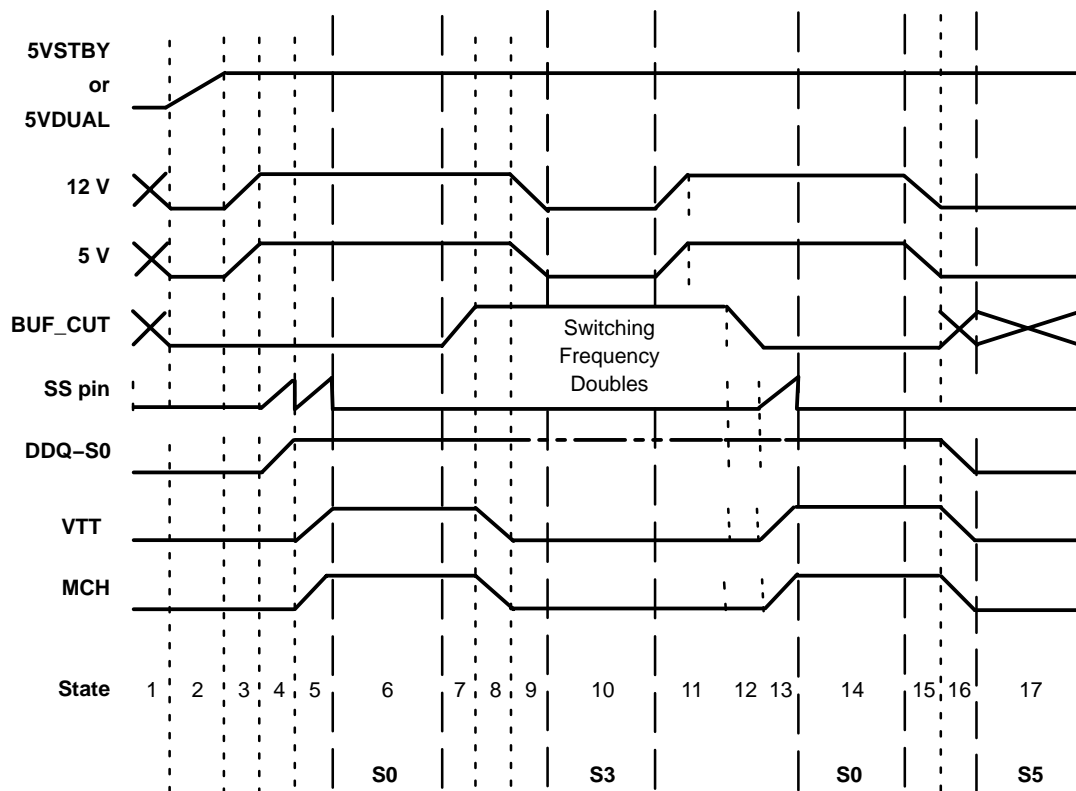 5VSTBY
or
5VDUAL
12 V
5 V
BUF_CUT
Switching
Frequency
Doubles
SS pin
DDQ–S0
VTT
MCH
State 1 2 3 4 5 6 7 8 9 10 11 12 13 14 15 16 17
S0 S3 S0 S5